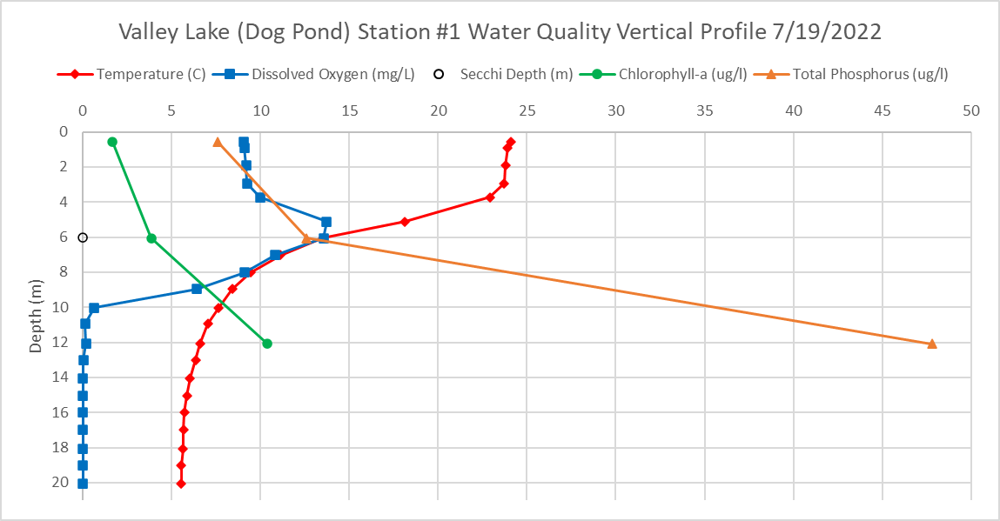 Valley Lake (Dog Pond) Station #1 Water Quality Vertical Profile 7/19/2022
Temperature (C) Dissolved Oxygen (mg/L) Secchi Depth (m) Chlorophyll-a (ug/l) Total Phosphorus (ug/l)
0 5 10 15 20 25 30 35 40 45 50
0
2
4
6
8
10
12
14
16
18
20
Depth (m)